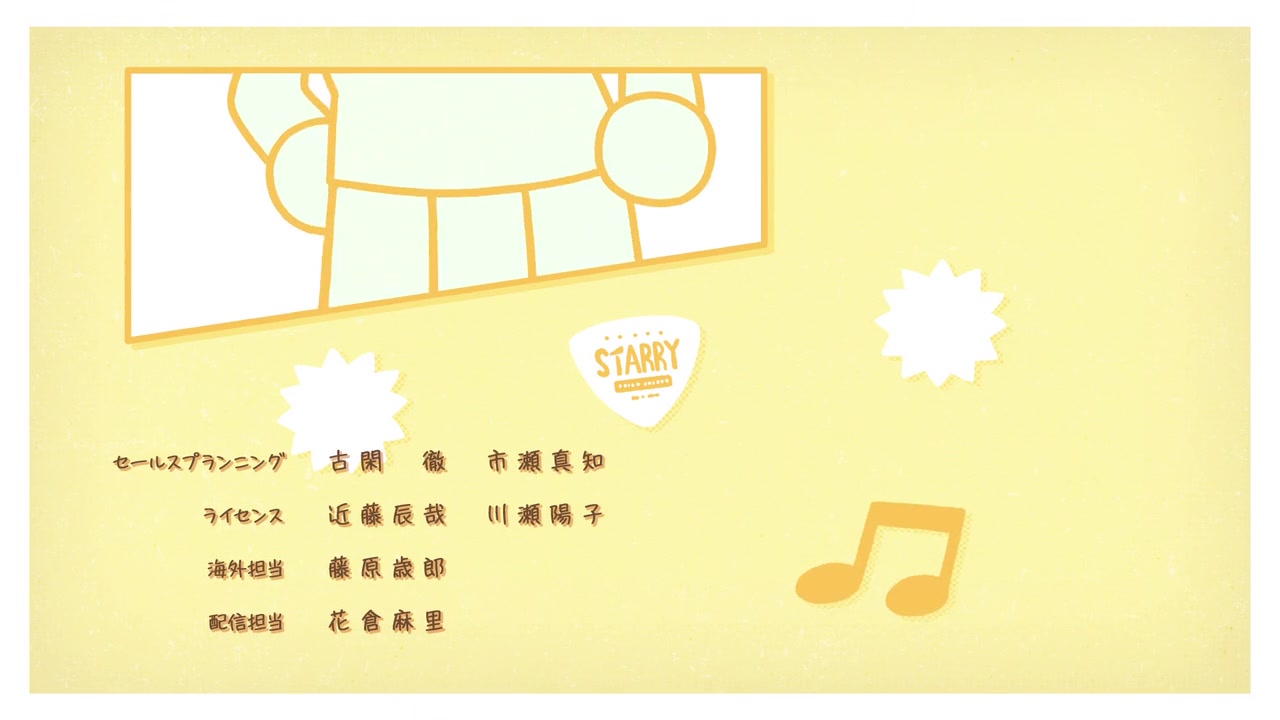 STARRY
セールスプランニング 古閑 徹 市瀬真知
ライセンス 近藤辰哉 川瀬陽子
海外担当 藤原歳郎
配信担当 花倉麻里